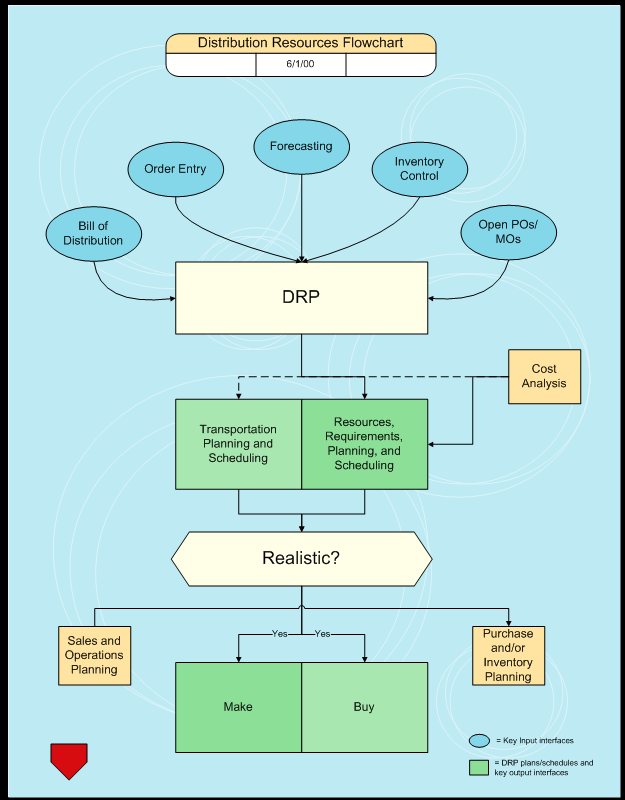 Distribution Resources Flowchart
6/1/00
Forecasting
Order Entry
Inventory
Control
Bill of
Distribution
Open POs/
MOs
DRP
Cost
Analysis
Transportation
Planning and
Scheduling
Resources,
Requirements,
Planning, and
Scheduling
Realistic?
Sales and
Operations
Planning
Yes
Yes
Purchase
and/or
Inventory
Planning
Make
Buy
= Key Input interfaces
= DRP plans/schedules and
key output interfaces